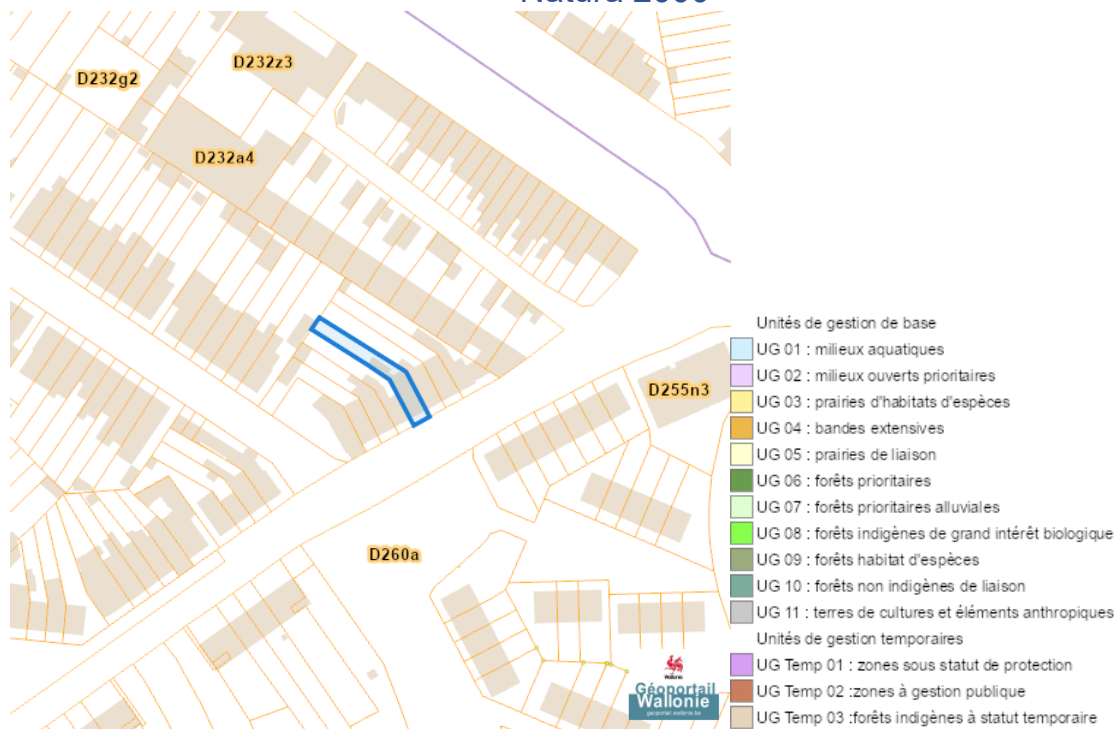 Natura 2000
D232z3
D232g2
D232a4
D255n3
D260a
Unités de gestion de base
UG 01 : milieux aquatiques
UG 02 : milieux ouverts prioritaires
UG 03 : prairies d'habitats d'espèces
UG 04 : bandes extensives
UG 05 : prairies de liaison
UG 06 : forêts prioritaires
UG 07 : forêts prioritaires alluviales
UG 08 : forêts indigènes de grand intérêt biologique
UG 09 : forêts habitat d'espèces
UG 10 : forêts non indigènes de liaison
UG 11 : terres de cultures et éléments anthropiques
Unités de gestion temporaires
UG Temp 01 : zones sous statut de protection
UG Temp 02 :zones à gestion publique
UG Temp 03 :forêts indigènes à statut temporaire
Wallonie
Géoportail
Wallonie
geoportail.wallonie.be